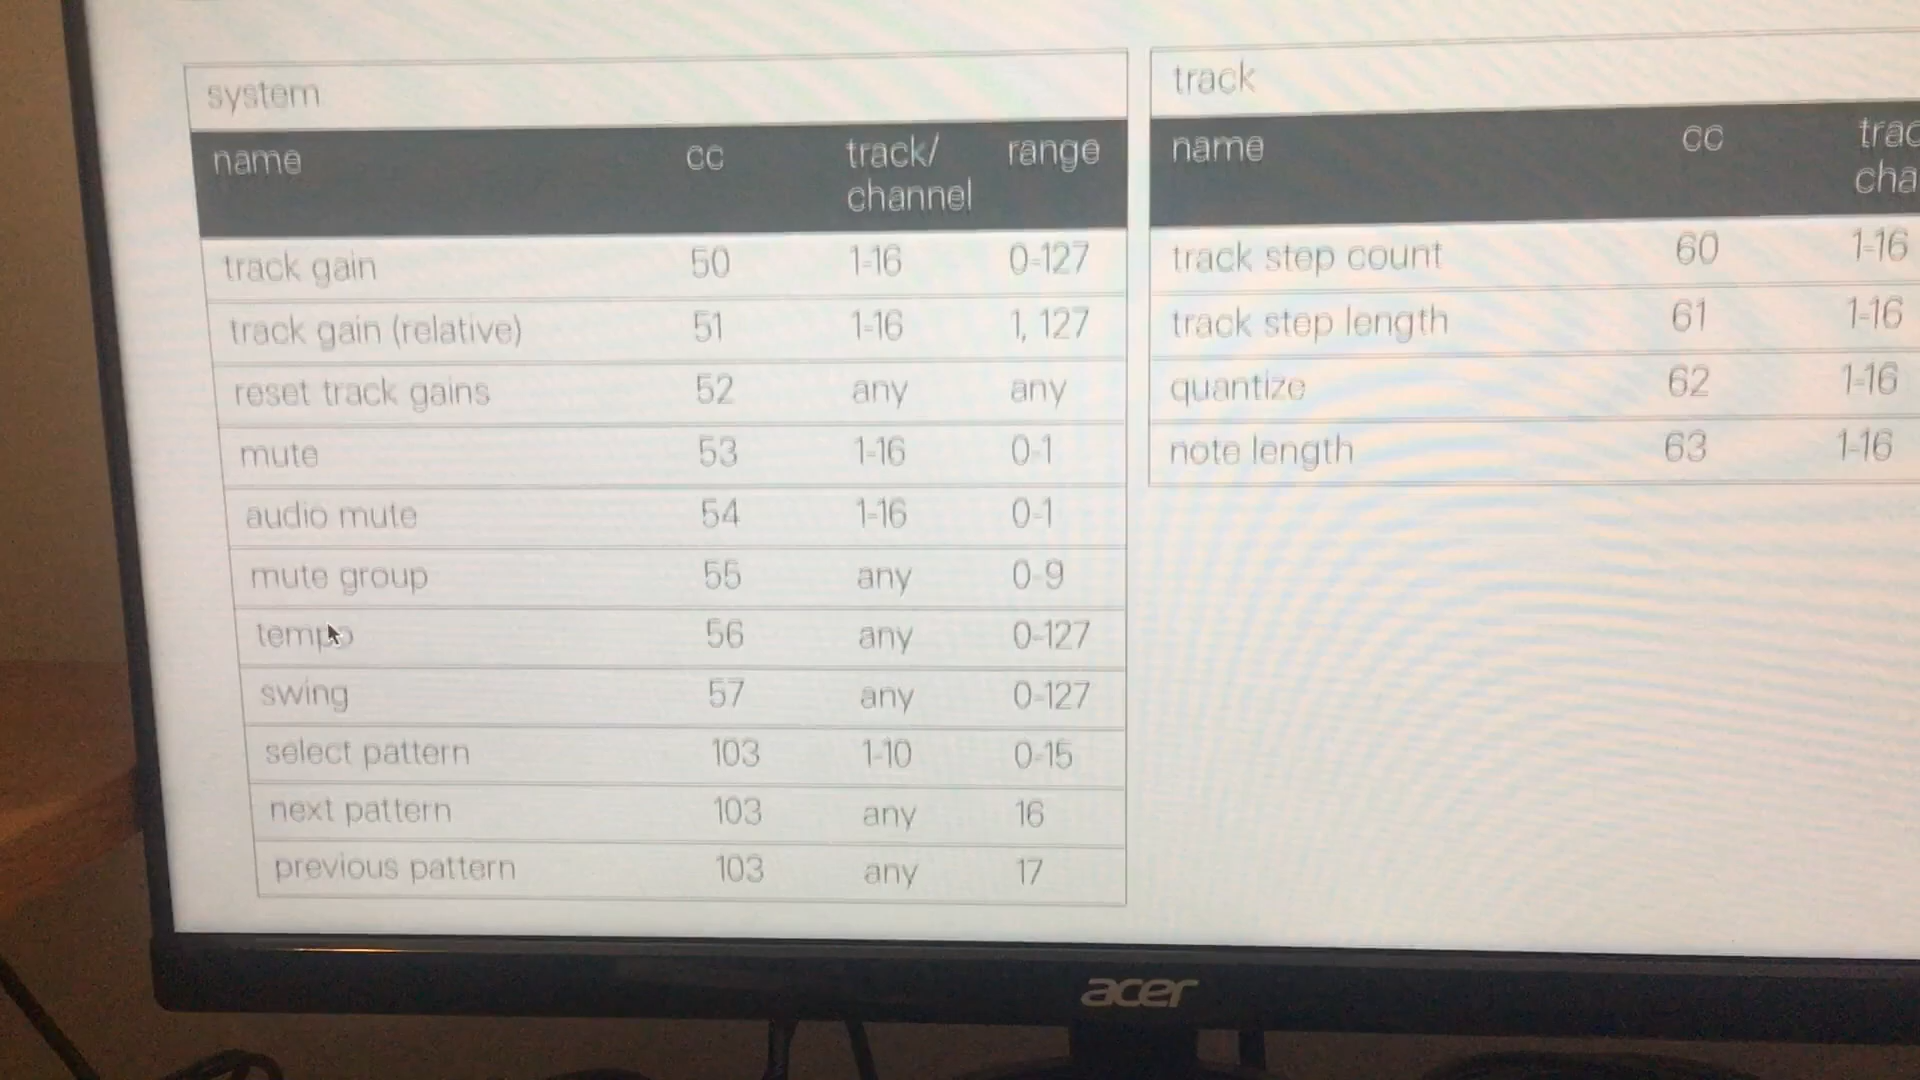 system
name cc track/ channel range
track gain 50 1-16 0-127
track gain (relative) 51 1-16 1, 127
reset track gains 52 any any
mute 53 1-16 0-1
audio mute 54 1-16 0-1
mute group 55 any 0-9
tempo 56 any 0-127
swing 57 any 0-127
select pattern 103 1-10 0-15
next pattern 103 any 16
previous pattern 103 any 17
track
name cc trac cha
track step count 60 1-16
track step length 61 1-16
quantize 62 1-16
note length 63 1-16
acer